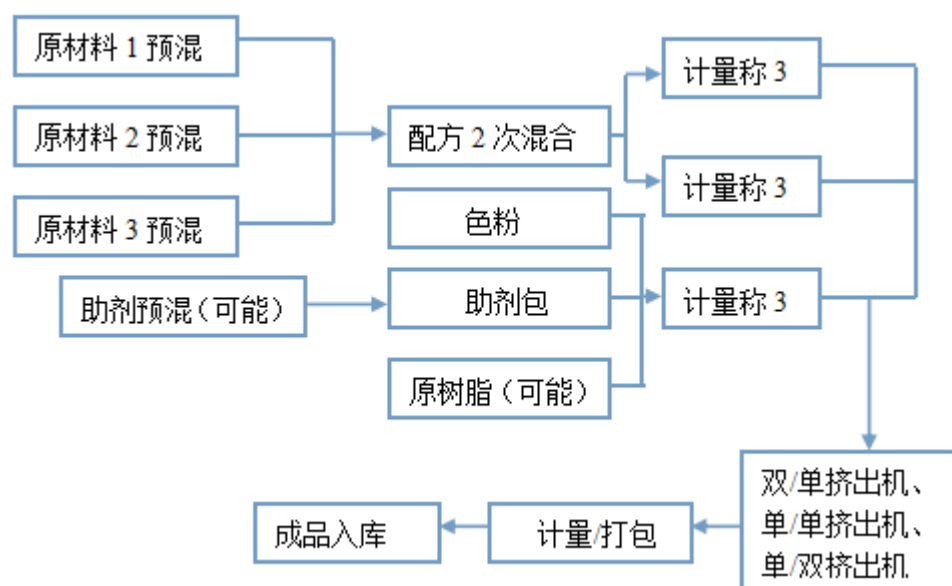 原材料 1 预混
计量称 3
原材料 2 预混
配方 2 次混合
计量称 3
原材料 3 预混
色粉
助剂预混（可能）
助剂包
计量称 3
原树脂（可能）
双/单挤出机、
单/单挤出机、
单/双挤出机
计量/打包
成品入库